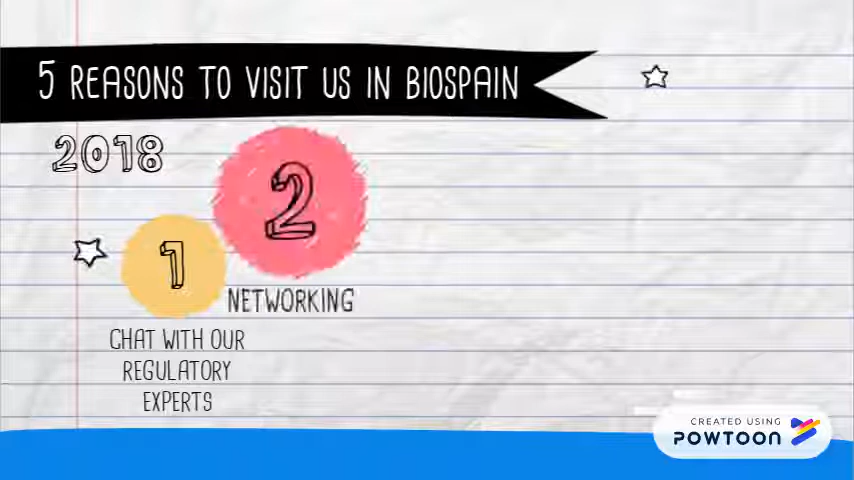 5 REASONS TO VISIT US IN BIOSPAIN
2018
1
2
NETWORKING
CHAT WITH OUR
REGULATORY
EXPERTS
CREATED USING
POWTOON